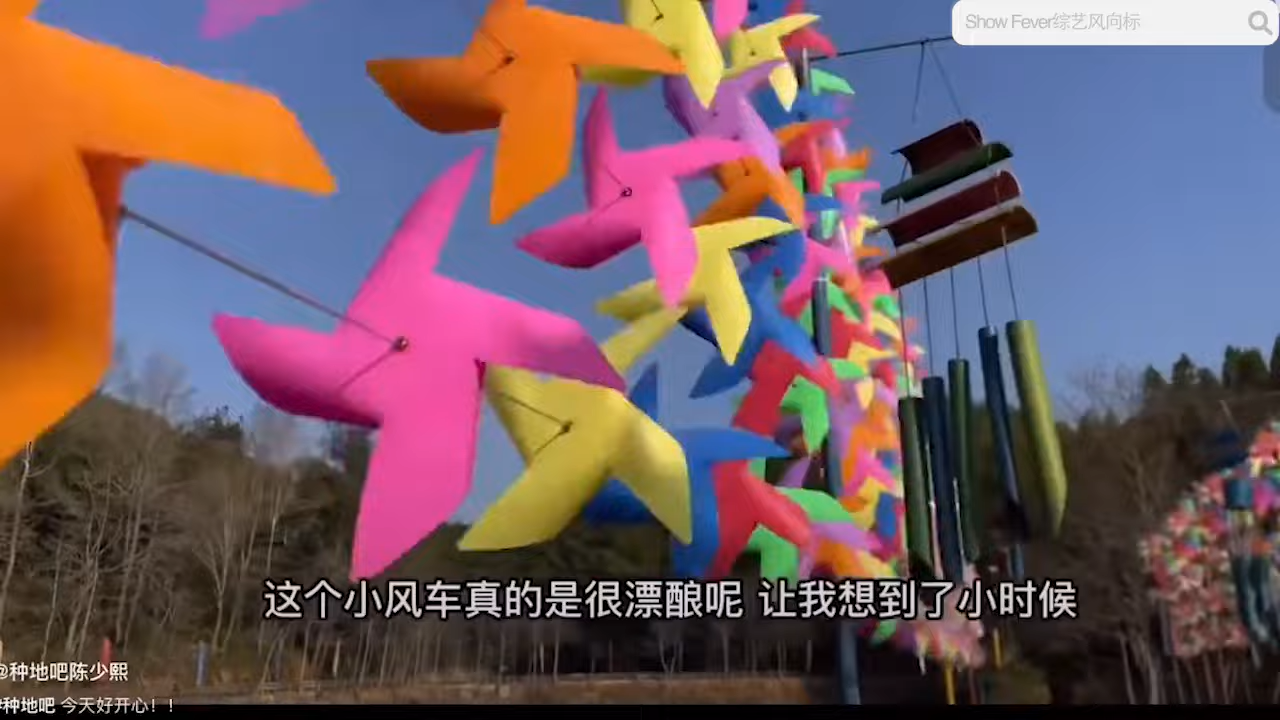 Show Fever综艺风向标
这个小风车真的是很漂酿呢 让我想到了小时候
@种地吧陈少熙
#种地吧 今天好开心！！